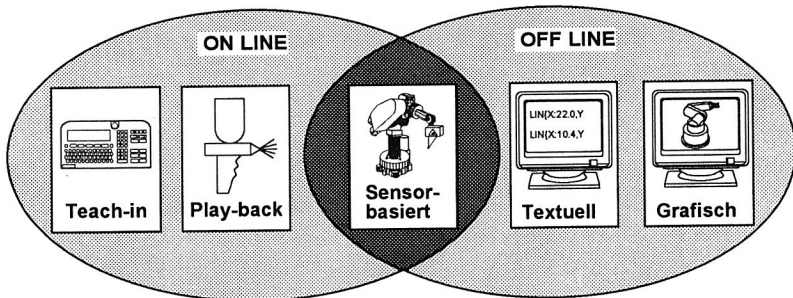 ON LINE
OFF LINE
Teach-in
Play-back
Sensor-
basiert
LIN(X:22.0,Y
LIN(X:10.4,Y
Textuell
Grafisch